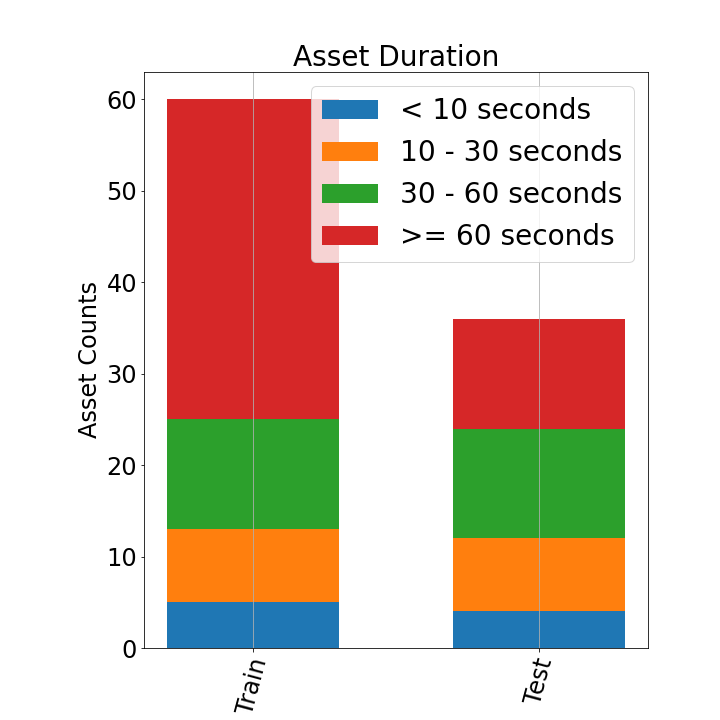 Asset Duration
< 10 seconds
10 - 30 seconds
30 - 60 seconds
>= 60 seconds
Asset Counts
60
50
40
30
20
10
0
Train
Test